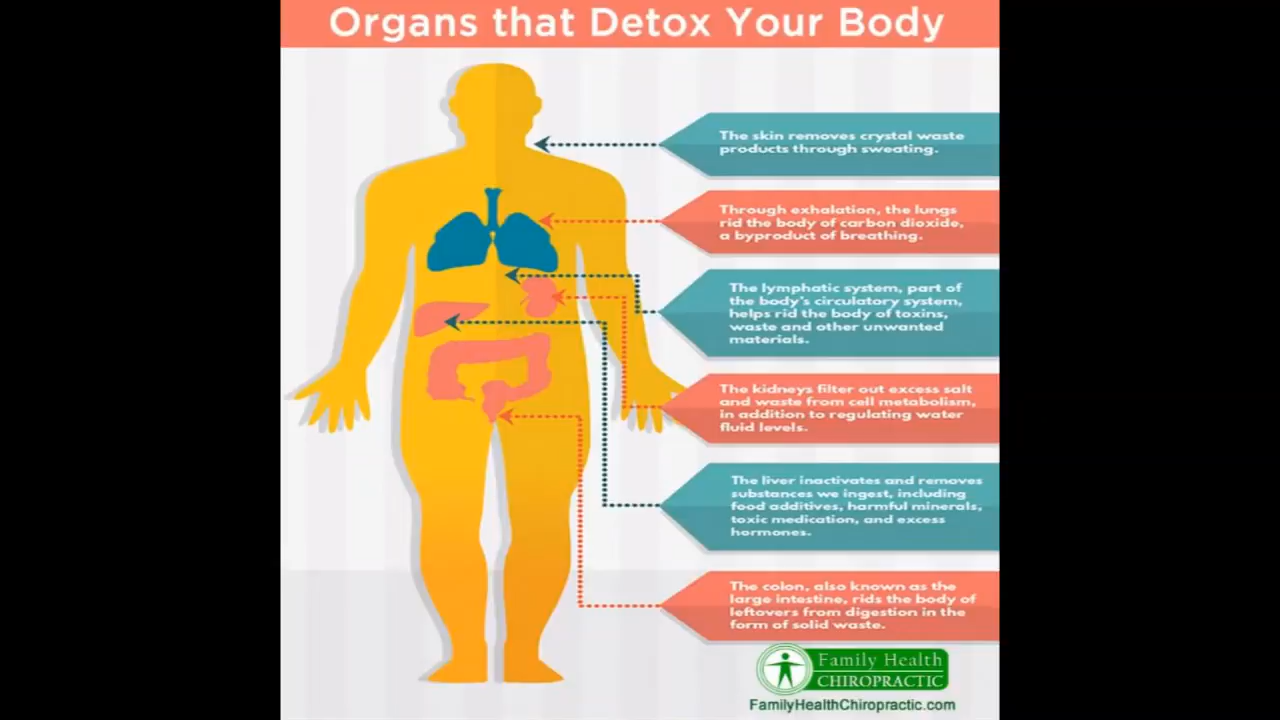 Organs that Detox Your Body
The skin removes crystal waste
products through sweating.
Through exhalation, the lungs
rid the body of carbon dioxide,
a byproduct of breathing.
The lymphatic system, part of
the body's circulatory system,
helps rid the body of toxins,
waste and other unwanted
materials.
The kidneys filter out excess salt
and waste from cell metabolism,
in addition to regulating water
fluid levels.
The liver inactivates and removes
substances we ingest, including
food additives, harmful minerals,
toxic medication, and excess
hormones.
The colon, also known as the
large intestine, rids the body of
leftovers from digestion in the
form of solid waste.
Family Health
CHIROPRACTIC
FamilyHealthChiropractic.com